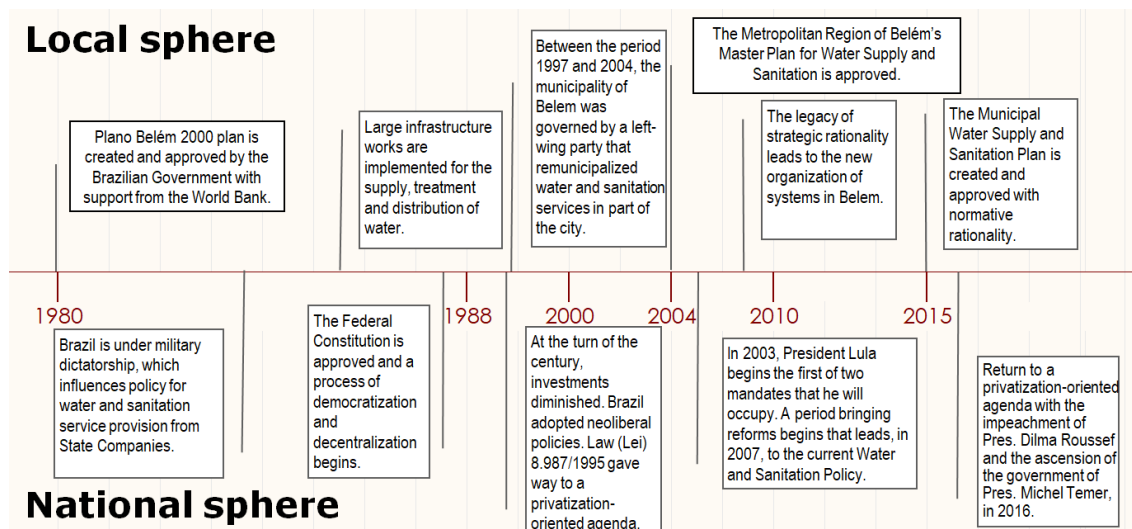 Local sphere
Plano Belém 2000 plan is
created and approved by the
Brazilian Government with
support from the World Bank.
Large infrastructure
works are
implemented for the
supply, treatment
and distribution of
water.
Between the period
1997 and 2004, the
municipality of
Belem was
governed by a left-
wing party that
remunicipalized
water and sanitation
services in part of
the city.
The Metropolitan Region of Belém's
Master Plan for Water Supply and
Sanitation is approved.
The legacy of
strategic rationality
leads to the new
organization of
systems in Belem.
The Municipal
Water Supply and
Sanitation Plan is
created and
approved with
normative
rationality.
1980
1988
2000
2004
2010
2015
Brazil is under military
dictatorship, which
influences policy for
water and sanitation
service provision from
State Companies.
The Federal
Constitution is
approved and a
process of
democratization
and
decentralization
begins.
At the turn of the
century,
investments
diminished. Brazil
adopted neoliberal
policies. Law (Lei)
8.987/1995 gave
way to a
privatization-
oriented agenda.
In 2003, President Lula
begins the first of two
mandates that he will
occupy. A period bringing
reforms begins that leads, in
2007, to the current Water
and Sanitation Policy.
Return to a
privatization-oriented
agenda with the
impeachment of
Pres. Dilma Roussef
and the ascension of
the government of
Pres. Michel Temer,
in 2016.
National sphere